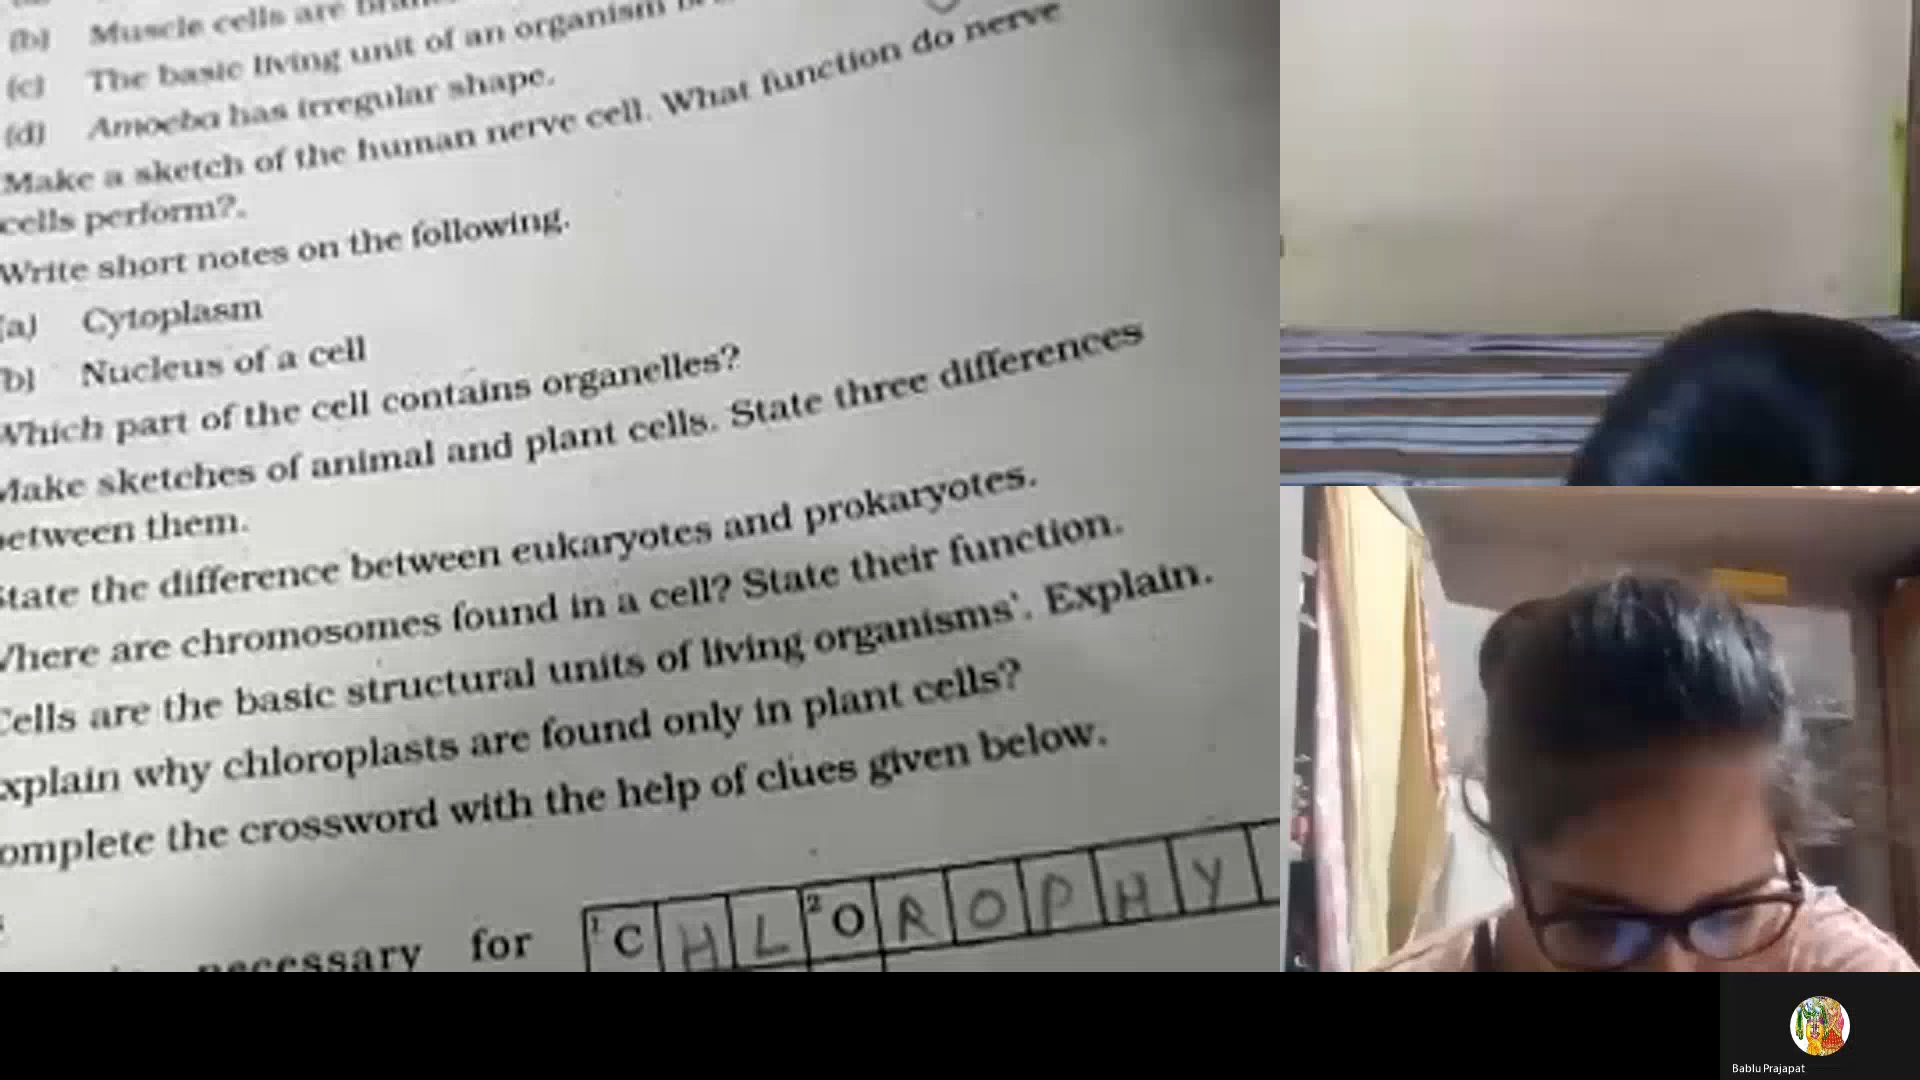 (b) Muscle cells are
(c) The basic living unit of an organism
(d) Amoeba has irregular shape.
Make a sketch of the human nerve cell. What function do nerve
cells perform?.
Write short notes on the following.
(a) Cytoplasm
b) Nucleus of a cell
Which part of the cell contains organelles?
Make sketches of animal and plant cells. State three differences
between them.
State the difference between eukaryotes and prokaryotes.
Where are chromosomes found in a cell? State their function.
Cells are the basic structural units of living organisms'. Explain.
xplain why chloroplasts are found only in plant cells?
omplete the crossword with the help of clues given below.
necessary for
1 C H L 2 O R O P H Y
Bablu Prajapat